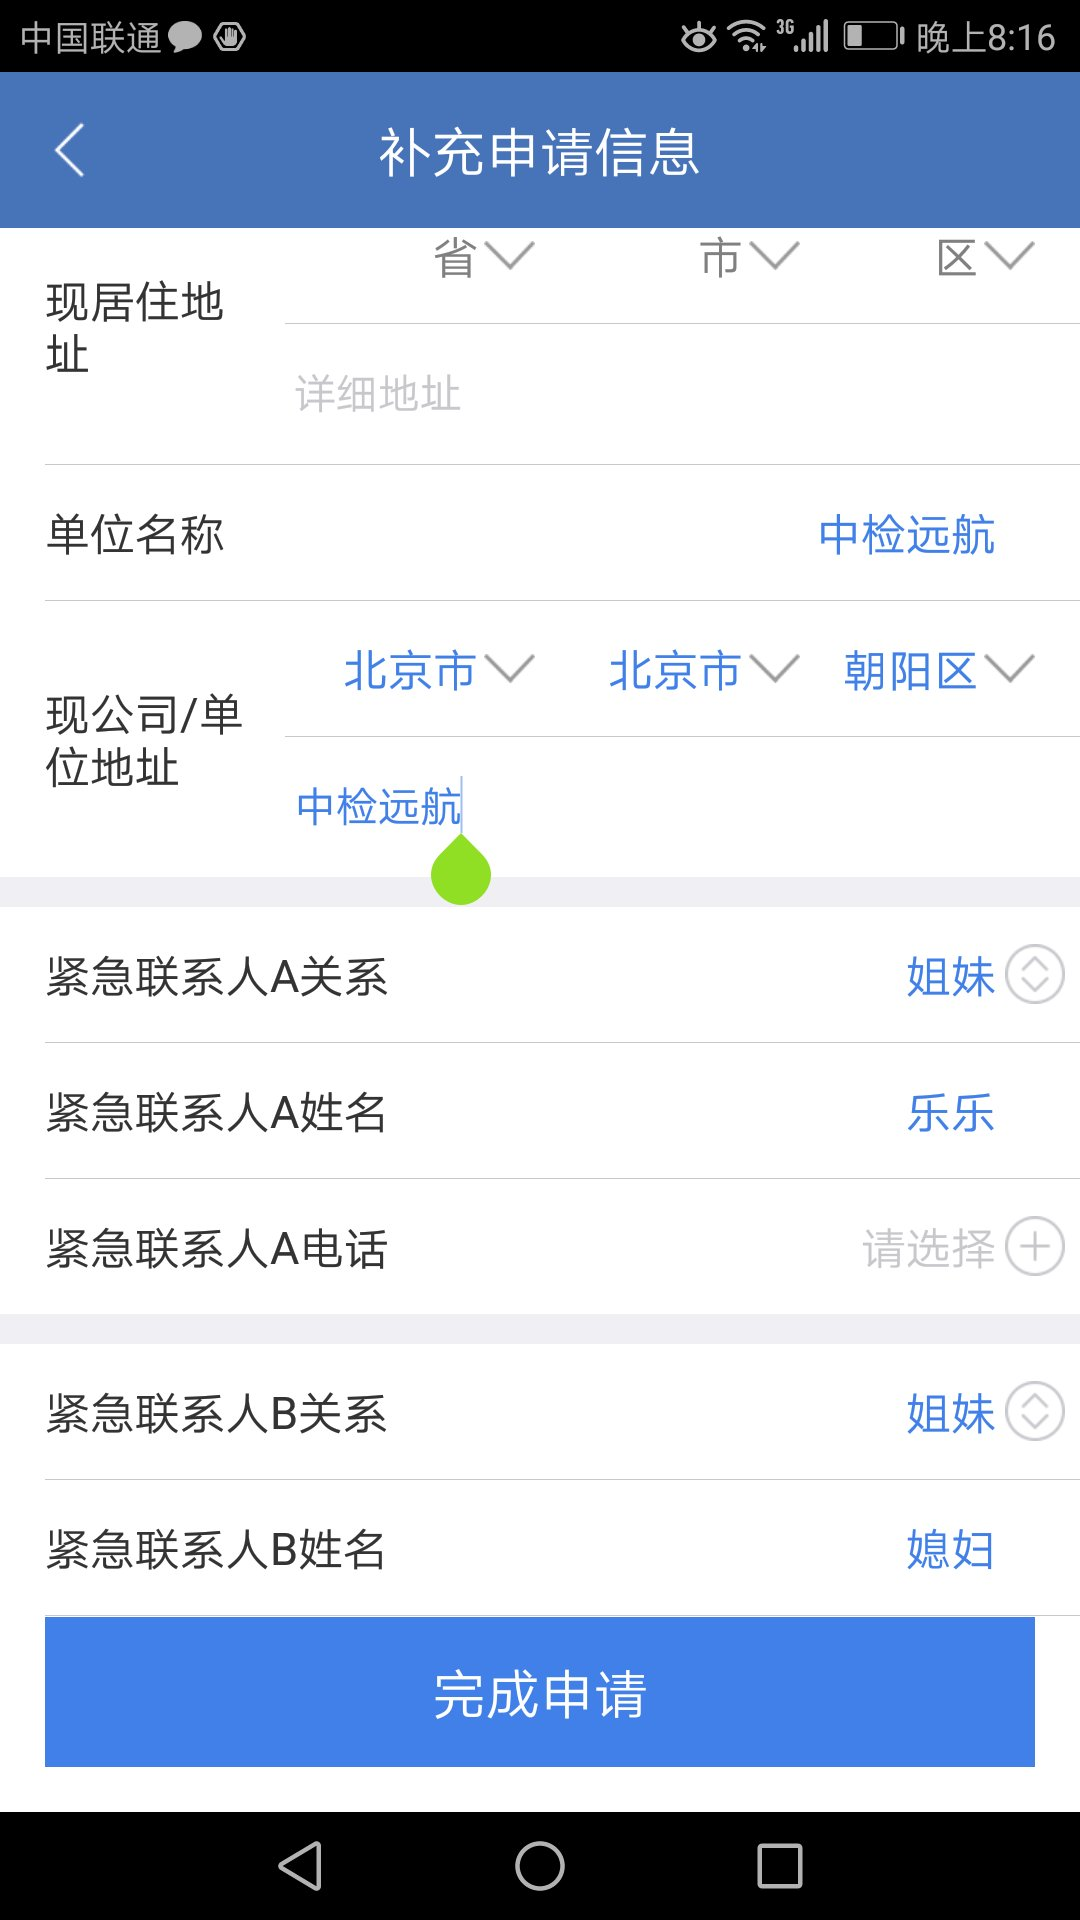 中国联通 3G 晚上8:16
补充申请信息
省 市 区
现居住地
址
详细地址
单位名称 中检远航
北京市 北京市 朝阳区
现公司/单
位地址
中检远航
紧急联系人A关系 姐妹
紧急联系人A姓名 乐乐
紧急联系人A电话 请选择
紧急联系人B关系 姐妹
紧急联系人B姓名 媳妇
完成申请